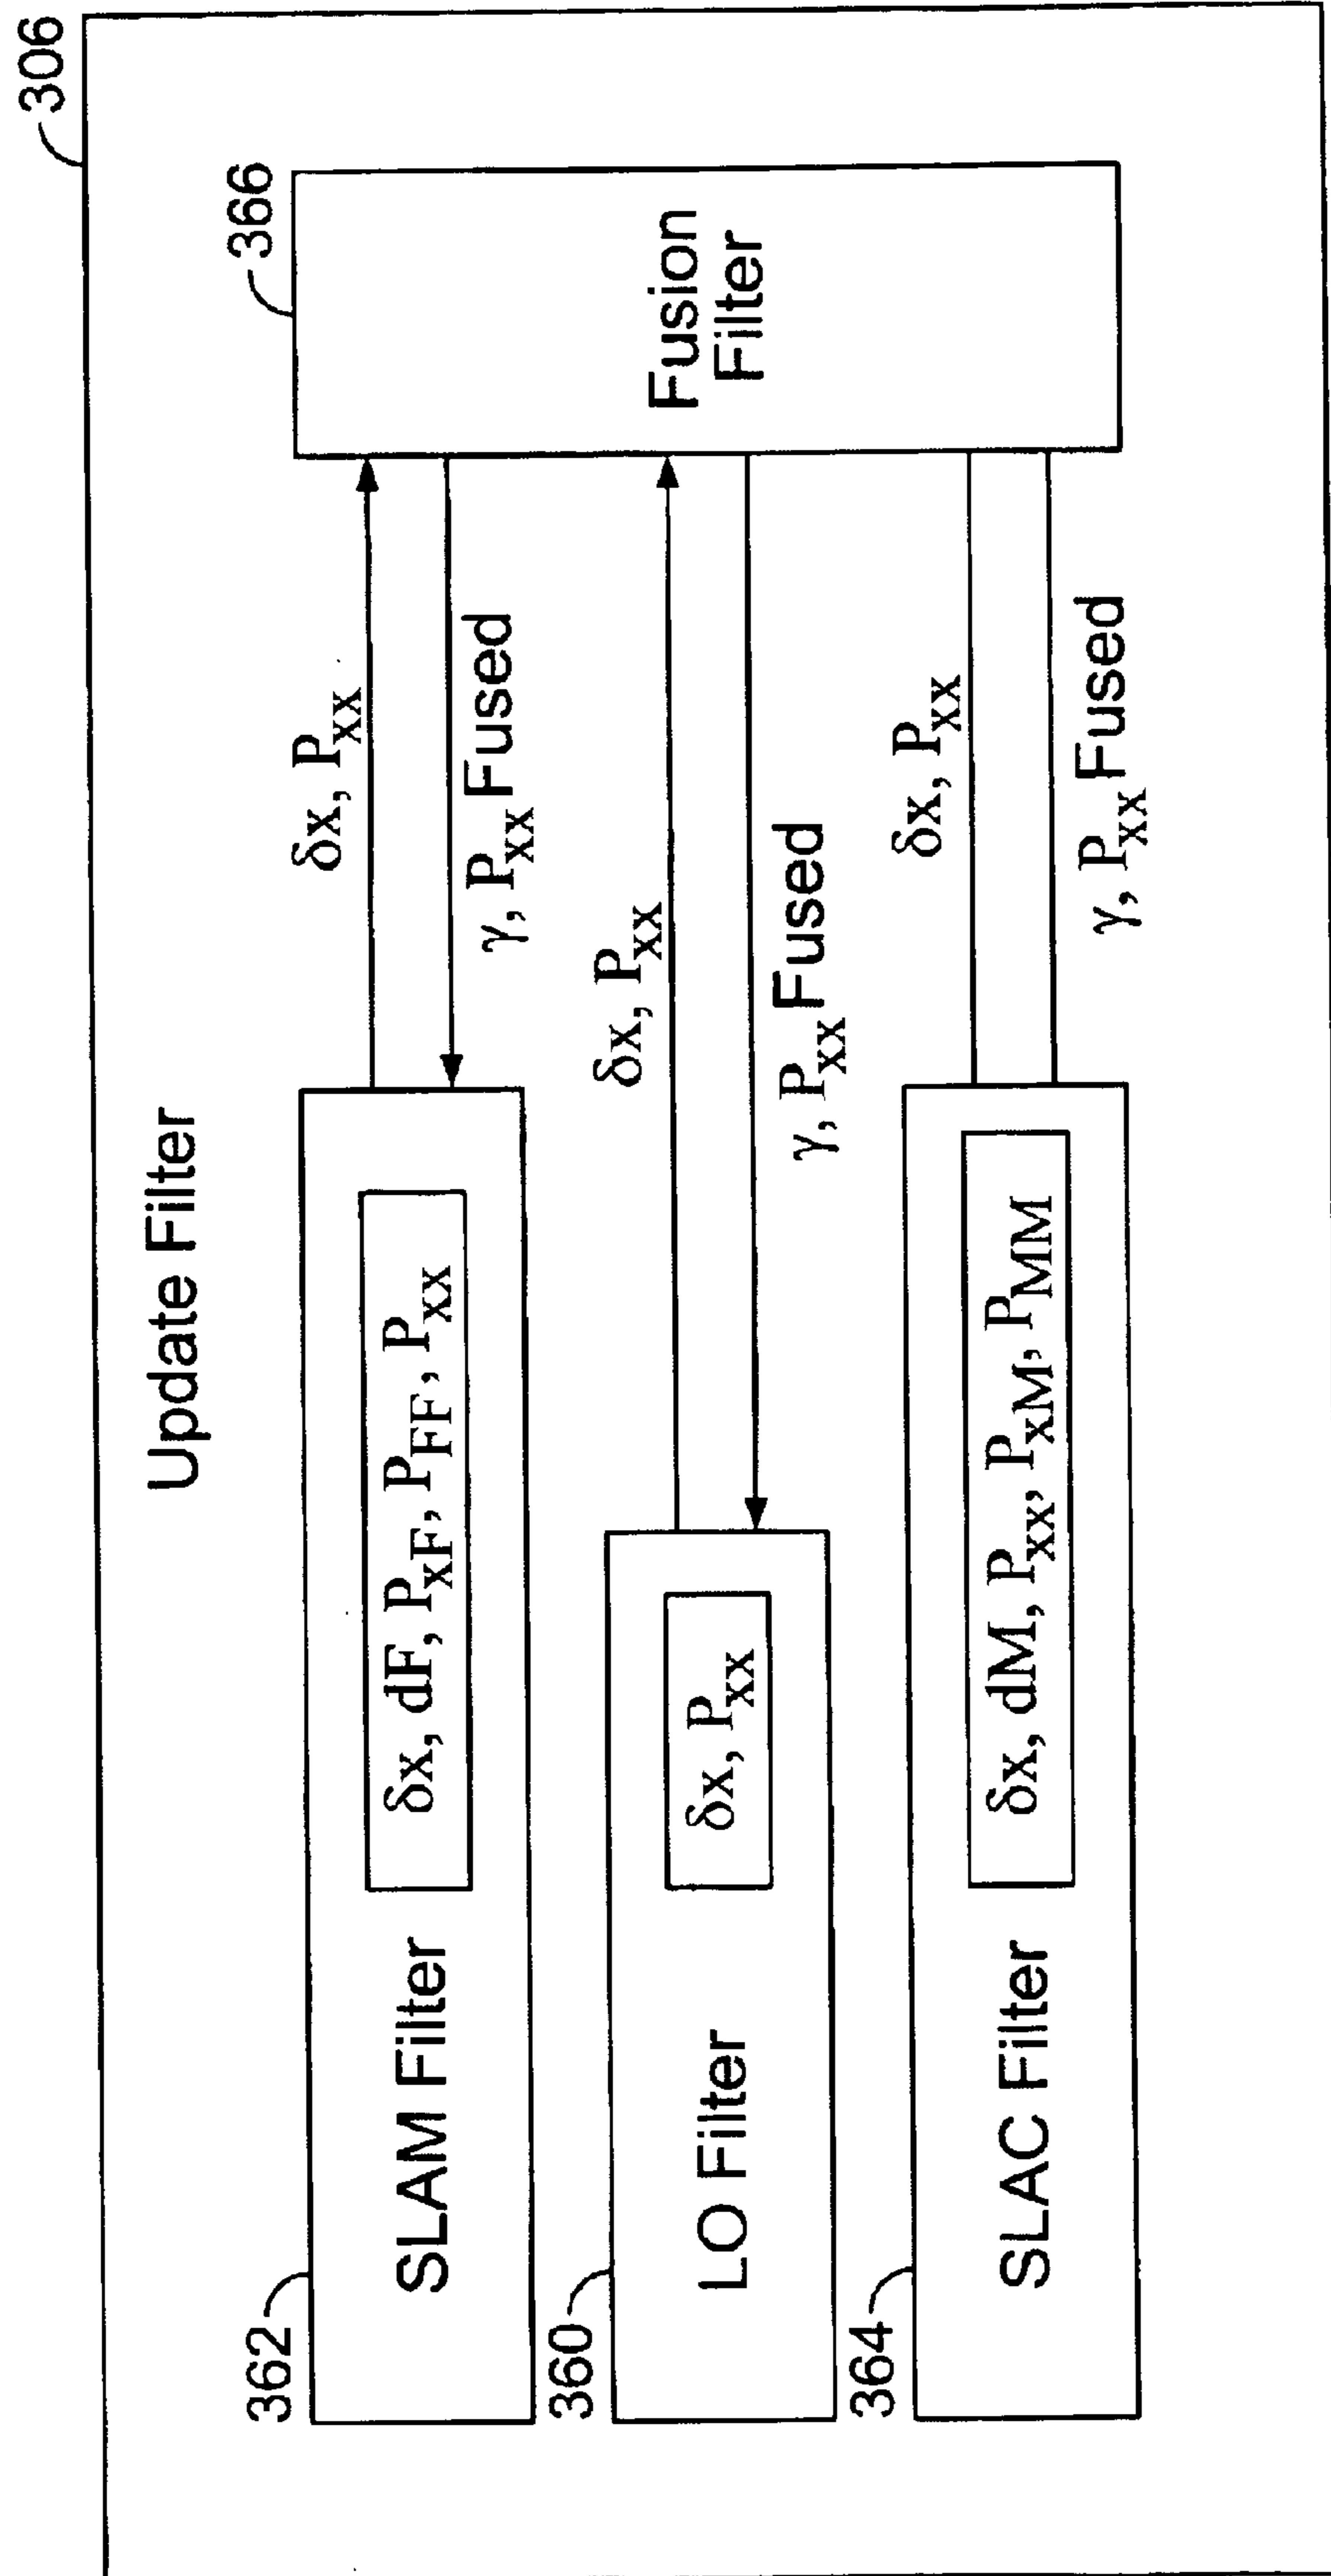 306
Update Filter
366
362
SLAM Filter
δx, dF, P_xF, P_FF, P_xx
δx, P_xx
γ, P_xx Fused
Fusion
Filter
360
LO Filter
δx, P_xx
δx, P_xx
γ, P_xx Fused
364
SLAC Filter
δx, dM, P_xx, P_xM, P_MM
δx, P_xx
γ, P_xx Fused